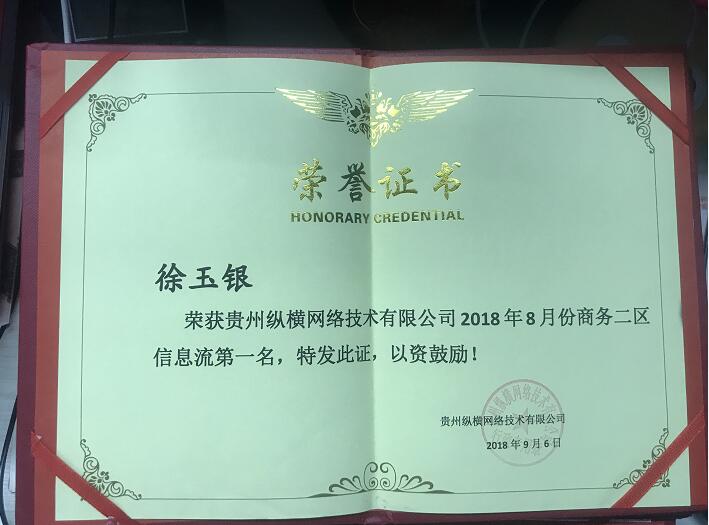 荣誉证书
HONORARY CREDENTIAL
徐玉银
荣获贵州纵横网络技术有限公司2018年8月份商务二区
信息流第一名，特发此证，以资鼓励！
贵州纵横网络技术有限公司
2018年9月6日